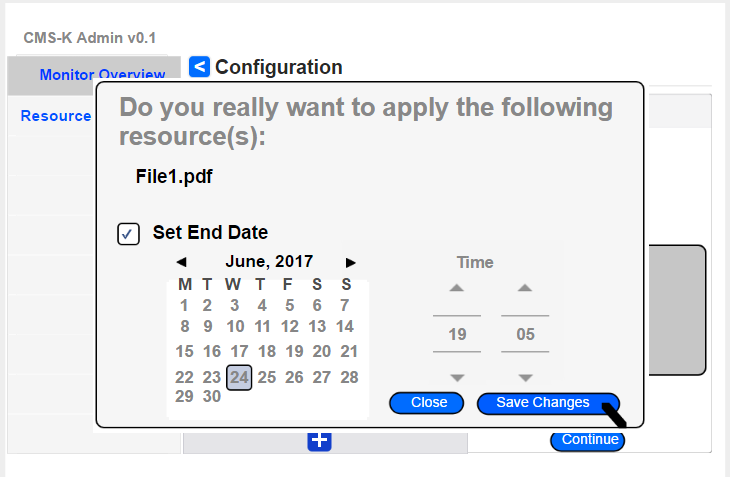 CMS-K Admin v0.1
Monitor Overview
< Configuration
Resource
Do you really want to apply the following
resource(s):
File1.pdf
✓ Set End Date
◄ June, 2017 ►
M T W T F S S
1 2 3 4 5 6 7
8 9 10 11 12 13 14
15 16 17 18 19 20 21
22 23 24 25 26 27 28
29 30
Time
19 05
Close
Save Changes
+
Continue